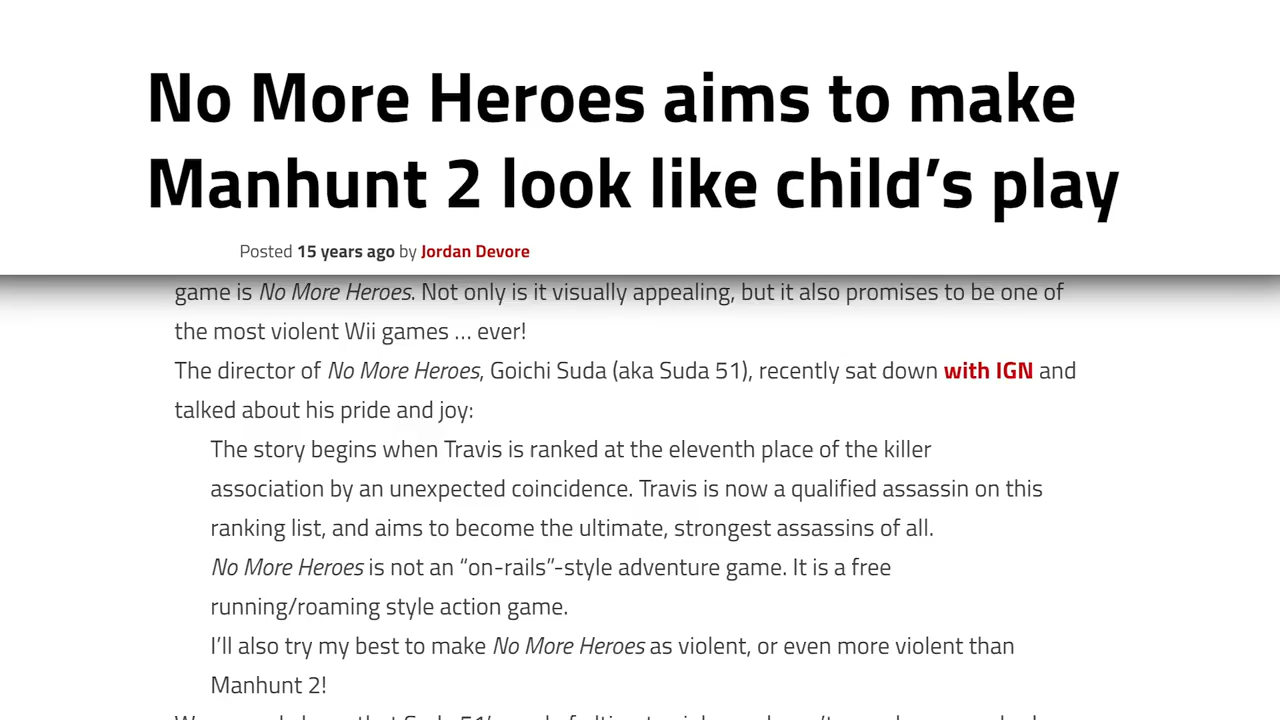 No More Heroes aims to make
Manhunt 2 look like child’s play
Posted 15 years ago by Jordan Devore
game is No More Heroes. Not only is it visually appealing, but it also promises to be one of
the most violent Wii games … ever!
The director of No More Heroes, Goichi Suda (aka Suda 51), recently sat down with IGN and
talked about his pride and joy:
The story begins when Travis is ranked at the eleventh place of the killer
association by an unexpected coincidence. Travis is now a qualified assassin on this
ranking list, and aims to become the ultimate, strongest assassins of all.
No More Heroes is not an “on-rails”-style adventure game. It is a free
running/roaming style action game.
I’ll also try my best to make No More Heroes as violent, or even more violent than
Manhunt 2!